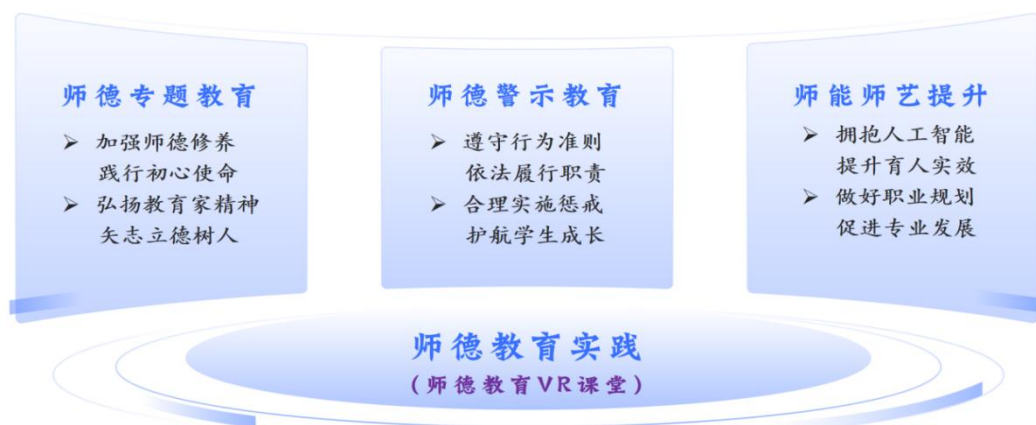 师德专题教育
➢ 加强师德修养
践行初心使命
➢ 弘扬教育家精神
矢志立德树人
师德警示教育
➢ 遵守行为准则
依法履行职责
➢ 合理实施惩戒
护航学生成长
师能师艺提升
➢ 拥抱人工智能
提升育人实效
➢ 做好职业规划
促进专业发展
师德教育实践
(师德教育VR课堂)